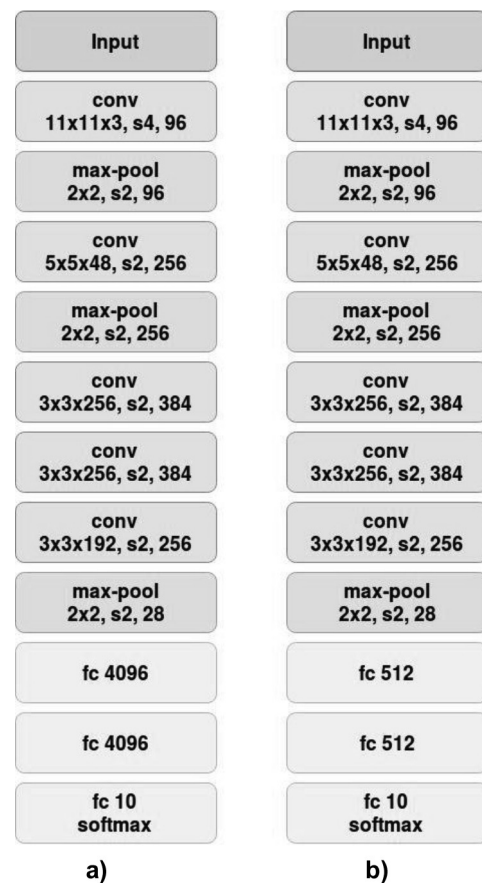 Input
conv
11x11x3, s4, 96
max-pool
2x2, s2, 96
conv
5x5x48, s2, 256
max-pool
2x2, s2, 256
conv
3x3x256, s2, 384
conv
3x3x256, s2, 384
conv
3x3x192, s2, 256
max-pool
2x2, s2, 28
fc 4096
fc 4096
fc 10
softmax
a)
Input
conv
11x11x3, s4, 96
max-pool
2x2, s2, 96
conv
5x5x48, s2, 256
max-pool
2x2, s2, 256
conv
3x3x256, s2, 384
conv
3x3x256, s2, 384
conv
3x3x192, s2, 256
max-pool
2x2, s2, 28
fc 512
fc 512
fc 10
softmax
b)